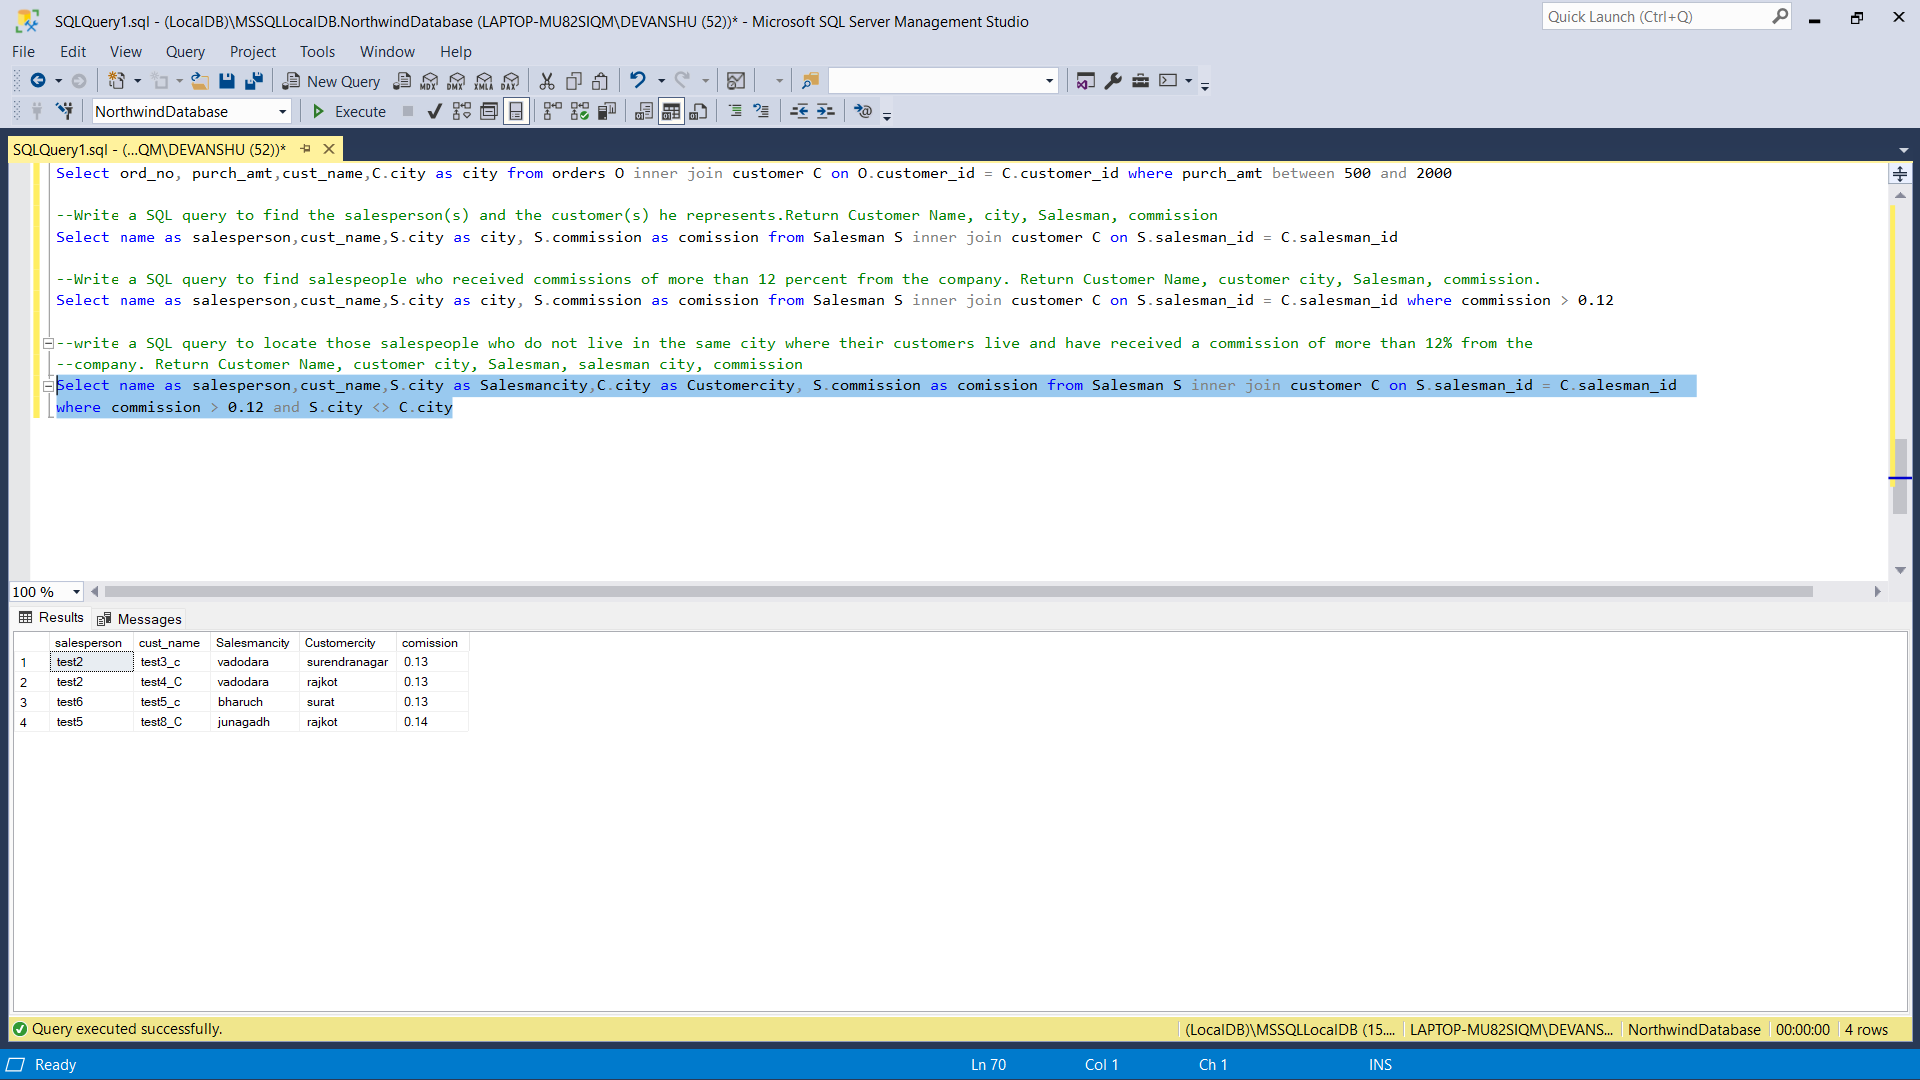 SQLQuery1.sql - (LocalDB)\MSSQLLocalDB.NorthwindDatabase (LAPTOP-MU82SIQM\DEVANSHU (52))* - Microsoft SQL Server Management Studio
Quick Launch (Ctrl+Q)
File Edit View Query Project Tools Window Help
New Query MDX DMX XMLA DAX
NorthwindDatabase Execute
SQLQuery1.sql - (...QM\DEVANSHU (52))*
Select ord_no, purch_amt,cust_name,C.city as city from orders O inner join customer C on O.customer_id = C.customer_id where purch_amt between 500 and 2000
--Write a SQL query to find the salesperson(s) and the customer(s) he represents.Return Customer Name, city, Salesman, commission
Select name as salesperson,cust_name,S.city as city, S.commission as comission from Salesman S inner join customer C on S.salesman_id = C.salesman_id
--Write a SQL query to find salespeople who received commissions of more than 12 percent from the company. Return Customer Name, customer city, Salesman, commission.
Select name as salesperson,cust_name,S.city as city, S.commission as comission from Salesman S inner join customer C on S.salesman_id = C.salesman_id where commission > 0.12
--write a SQL query to locate those salespeople who do not live in the same city where their customers live and have received a commission of more than 12% from the
--company. Return Customer Name, customer city, Salesman, salesman city, commission
Select name as salesperson,cust_name,S.city as Salesmancity,C.city as Customercity, S.commission as comission from Salesman S inner join customer C on S.salesman_id = C.salesman_id
where commission > 0.12 and S.city <> C.city
100 %
Results Messages
salesperson cust_name Salesmancity Customercity comission
1 test2 test3_c vadodara surendranagar 0.13
2 test2 test4_C vadodara rajkot 0.13
3 test6 test5_c bharuch surat 0.13
4 test5 test8_C junagadh rajkot 0.14
Query executed successfully. (LocalDB)\MSSQLLocalDB (15.... LAPTOP-MU82SIQM\DEVANS... NorthwindDatabase 00:00:00 4 rows
Ready Ln 70 Col 1 Ch 1 INS